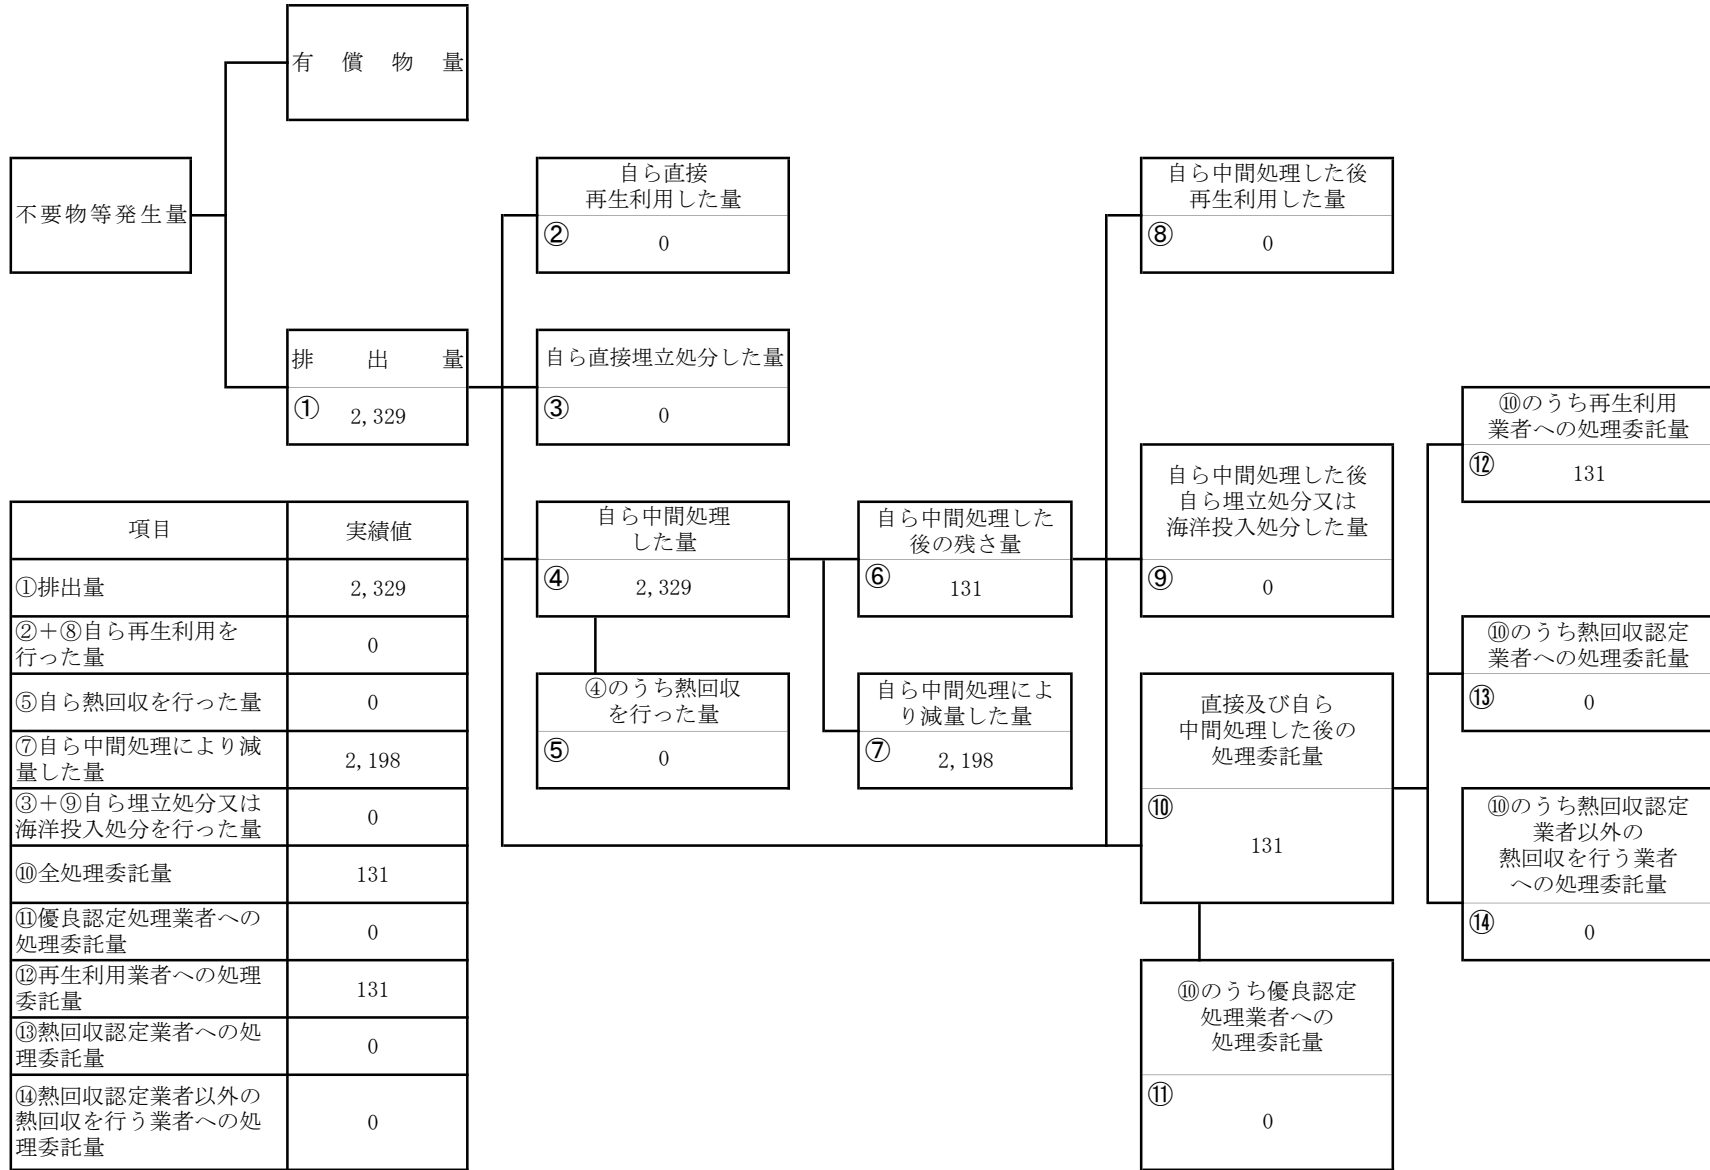 有償物量
不要物等発生量
排出量
① 2,329
自ら直接
再生利用した量
② 0
自ら直接埋立処分した量
③ 0
自ら中間処理
した量
④ 2,329
④のうち熱回収
を行った量
⑤ 0
自ら中間処理した
後の残さ量
⑥ 131
自ら中間処理によ
り減量した量
⑦ 2,198
自ら中間処理した後
再生利用した量
⑧ 0
自ら中間処理した後
自ら埋立処分又は
海洋投入処分した量
⑨ 0
直接及び自ら
中間処理した後の
処理委託量
⑩
131
⑩のうち優良認定
処理業者への
処理委託量
⑪
0
⑩のうち再生利用
業者への処理委託量
⑫ 131
⑩のうち熱回収認定
業者への処理委託量
⑬ 0
⑩のうち熱回収認定
業者以外の
熱回収を行う業者
への処理委託量
⑭ 0
項目 実績値
①排出量 2,329
②＋⑧自ら再生利用を
行った量 0
⑤自ら熱回収を行った量 0
⑦自ら中間処理により減
量した量 2,198
③＋⑨自ら埋立処分又は
海洋投入処分を行った量 0
⑩全処理委託量 131
⑪優良認定処理業者への
処理委託量 0
⑫再生利用業者への処理
委託量 131
⑬熱回収認定業者への処
理委託量 0
⑭熱回収認定業者以外の
熱回収を行う業者への処
理委託量 0